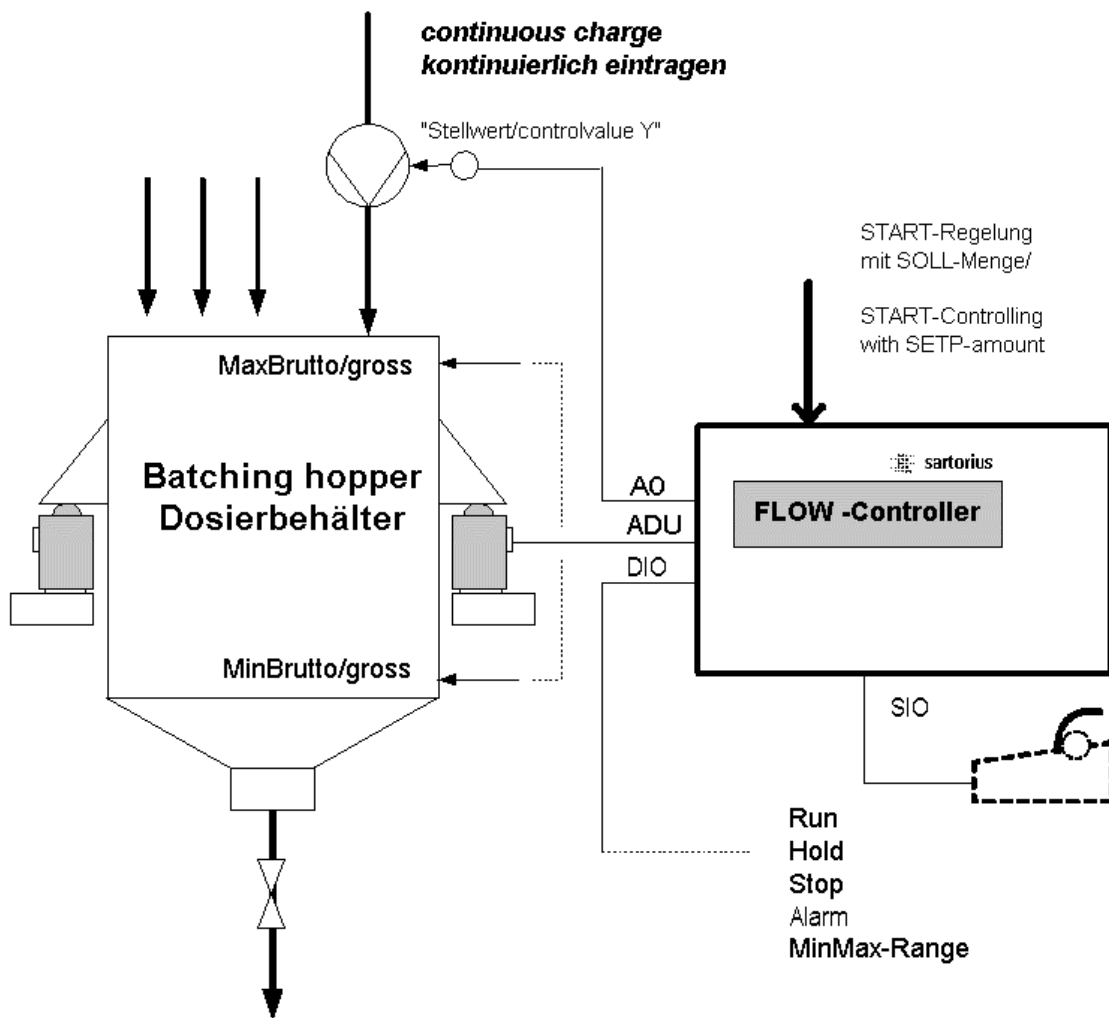 continuous charge
kontinuierlich eintragen
"Stellwert/controlvalue Y"
START-Regelung
mit SOLL-Menge/
START-Controlling
with SETP-amount
MaxBrutto/gross
Batching hopper
Dosierbehälter
MinBrutto/gross
AO
ADU
DIO
sartorius
FLOW -Controller
SIO
Run
Hold
Stop
Alarm
MinMax-Range